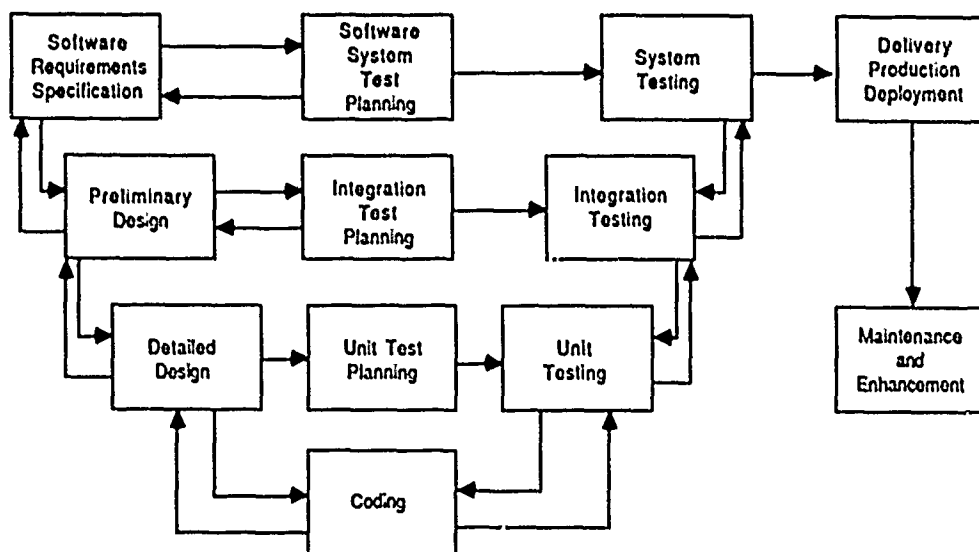 Software
Requirements
Specification
Software
System
Test
Planning
System
Testing
Delivery
Production
Deployment
Preliminary
Design
Integration
Test
Planning
Integration
Testing
Detailed
Design
Unit Test
Planning
Unit
Testing
Maintenance
and
Enhancement
Coding